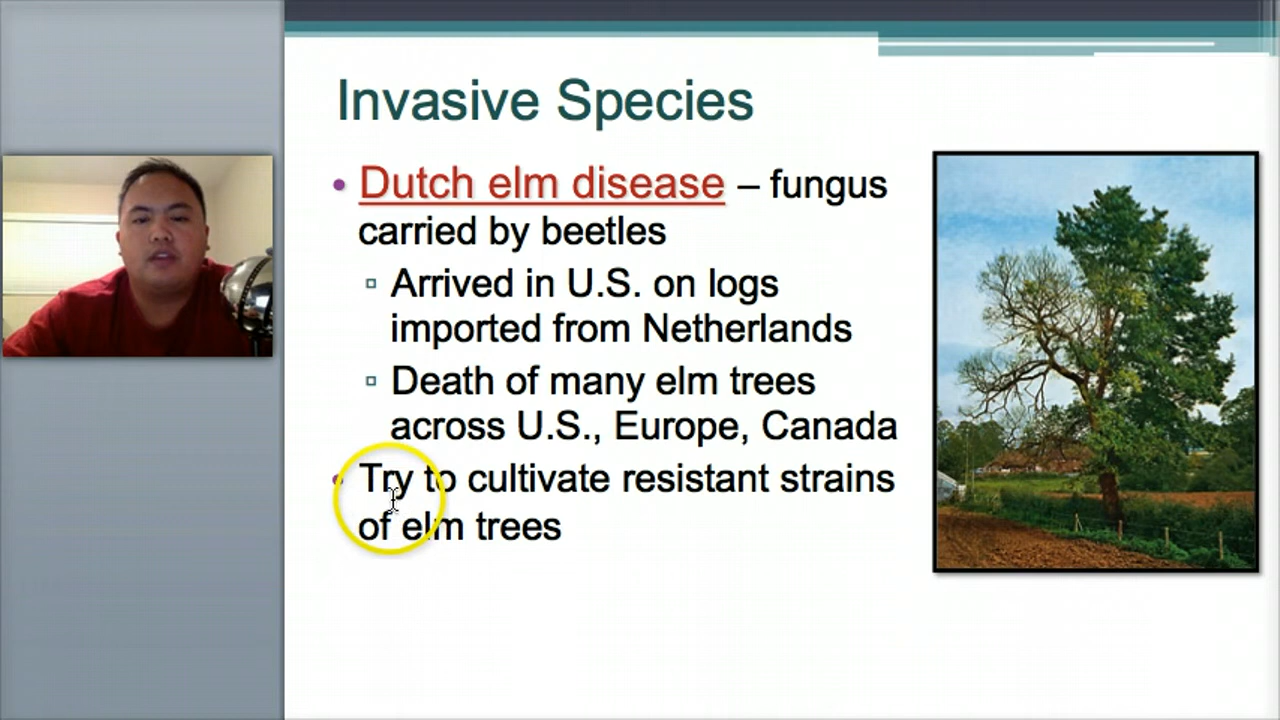 Invasive Species
• Dutch elm disease – fungus
carried by beetles
▫ Arrived in U.S. on logs
imported from Netherlands
▫ Death of many elm trees
across U.S., Europe, Canada
• Try to cultivate resistant strains
of elm trees